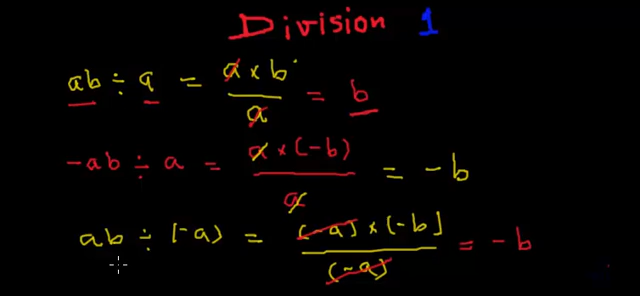 Division 1
ab ÷ a = a × b / a = b
-ab ÷ a = a × (-b) / a = -b
ab ÷ (-a) = (-a) × (-b] / (-a) = -b